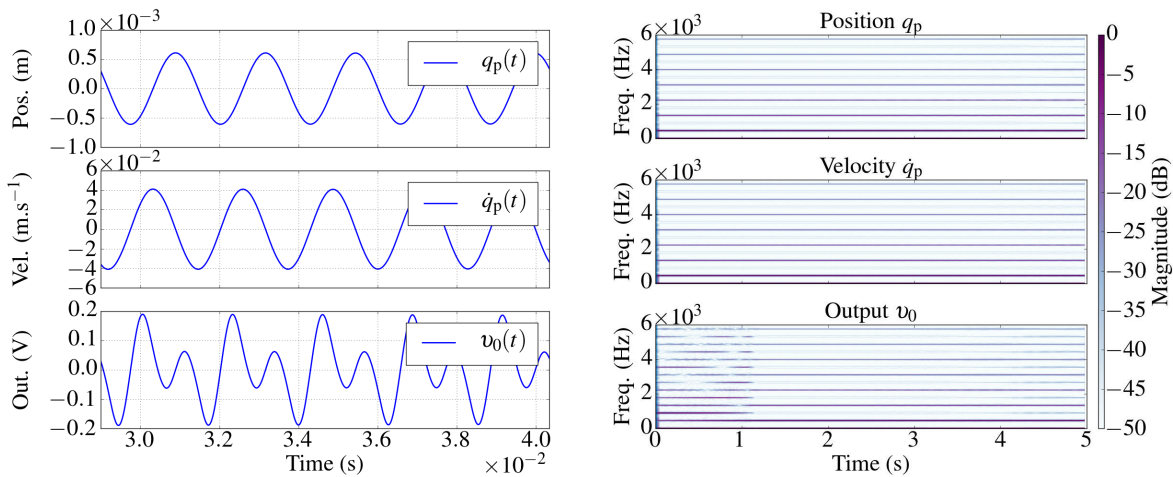 ×10⁻³
1.0
0.5
0.0
−0.5
−1.0
Pos. (m)
q_p(t)
×10⁻²
6
4
2
0
−2
−4
−6
Vel. (m.s⁻¹)
q̇_p(t)
0.2
0.1
0.0
−0.1
−0.2
Out. (V)
υ₀(t)
3.0 3.2 3.4 3.6 3.8 4.0
Time (s)
×10⁻²
Position q_p
×10³
6
4
2
0
Freq. (Hz)
Velocity q̇_p
×10³
6
4
2
0
Freq. (Hz)
Output υ₀
×10³
6
4
2
0
Freq. (Hz)
0 1 2 3 4 5
Time (s)
0
−5
−10
−15
−20
−25
−30
−35
−40
−45
−50
Magnitude (dB)